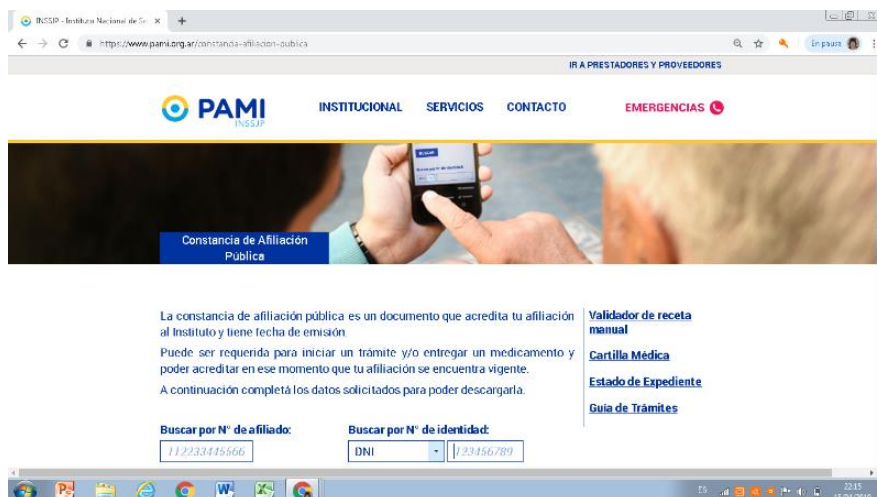 INSSJP - Instituto Nacional de Se
https://www.pami.org.ar/constancia-afiliacion-publica
En pausa
IR A PRESTADORES Y PROVEEDORES
PAMI
INSSJP
INSTITUCIONAL SERVICIOS CONTACTO
EMERGENCIAS
BUSCAR
Constancia de Afiliación
Pública
La constancia de afiliación pública es un documento que acredita tu afiliación
al Instituto y tiene fecha de emisión.
Puede ser requerida para iniciar un trámite y/o entregar un medicamento y
poder acreditar en ese momento que tu afiliación se encuentra vigente.
A continuación completá los datos solicitados para poder descargarla.
Buscar por N° de afiliado:
112233445566
Buscar por N° de identidad:
DNI 123456789
Validador de receta
manual
Cartilla Médica
Estado de Expediente
Guía de Trámites
ES
22:15